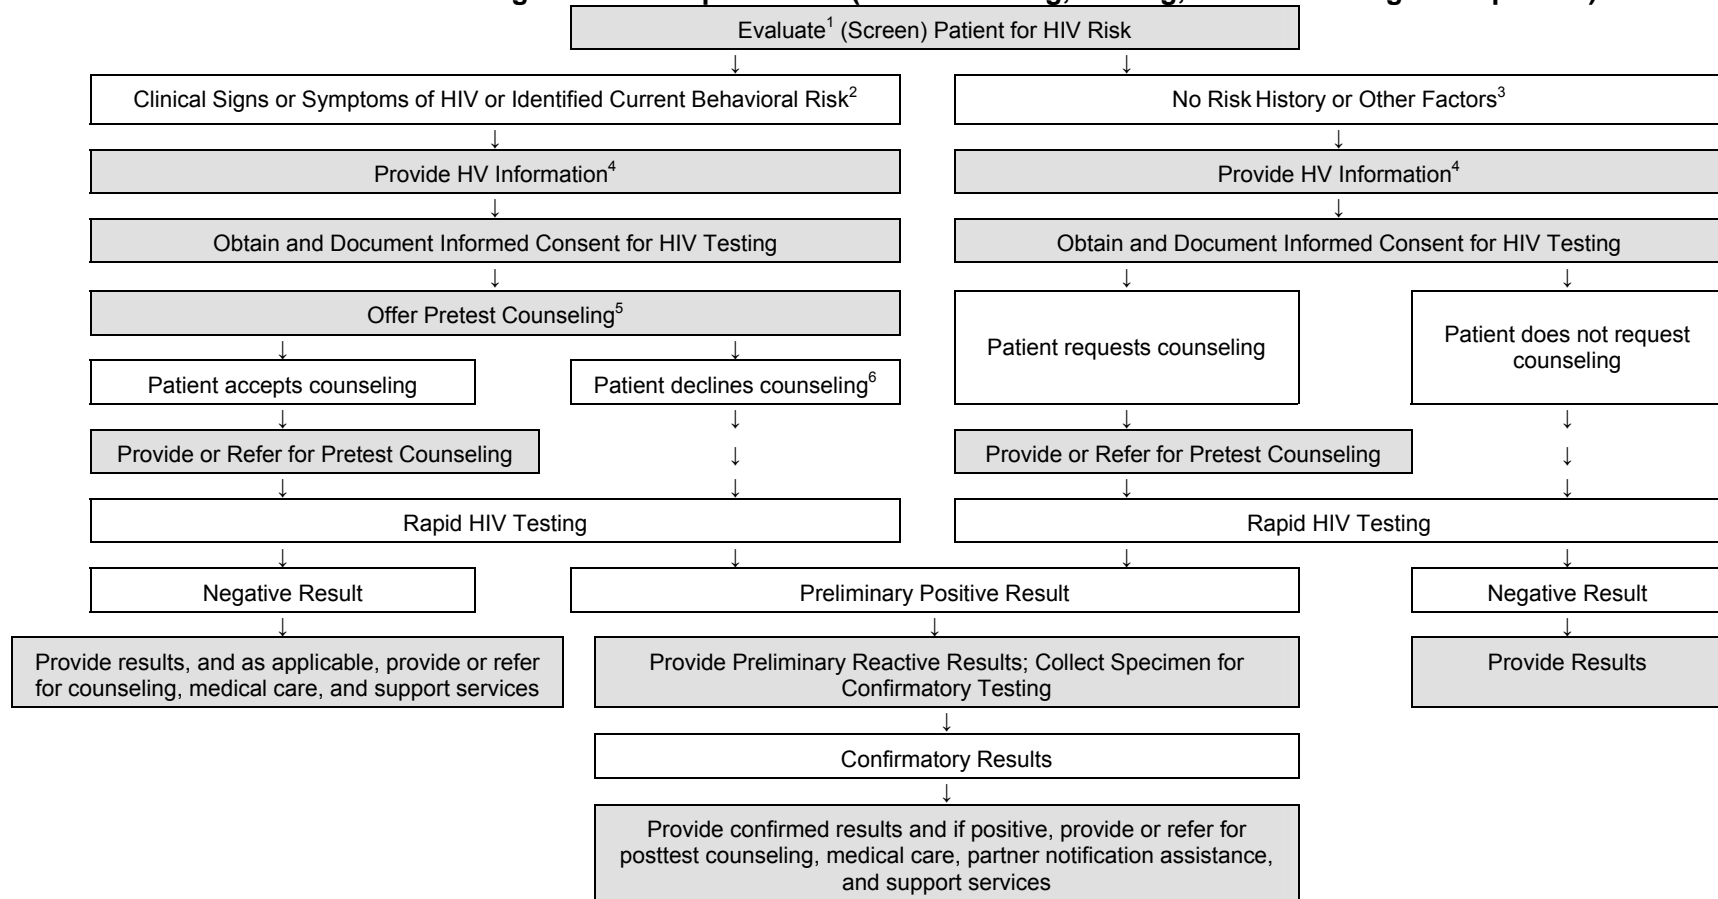 Evaluate¹ (Screen) Patient for HIV Risk
↓ ↓
Clinical Signs or Symptoms of HIV or Identified Current Behavioral Risk²
No Risk History or Other Factors³
↓ ↓
Provide HV Information⁴
Provide HV Information⁴
↓ ↓
Obtain and Document Informed Consent for HIV Testing
Obtain and Document Informed Consent for HIV Testing
↓ ↓ ↓
Offer Pretest Counseling⁵
Patient requests counseling
Patient does not request
counseling
↓ ↓
Patient accepts counseling
Patient declines counseling⁶
↓ ↓ ↓ ↓
Provide or Refer for Pretest Counseling
↓
Provide or Refer for Pretest Counseling
↓
↓ ↓ ↓ ↓
Rapid HIV Testing
Rapid HIV Testing
↓ ↓ ↓ ↓
Negative Result
Preliminary Positive Result
Negative Result
↓ ↓ ↓
Provide results, and as applicable, provide or refer
for counseling, medical care, and support services
Provide Preliminary Reactive Results; Collect Specimen for
Confirmatory Testing
Provide Results
↓
Confirmatory Results
↓
Provide confirmed results and if positive, provide or refer for
posttest counseling, medical care, partner notification assistance,
and support services